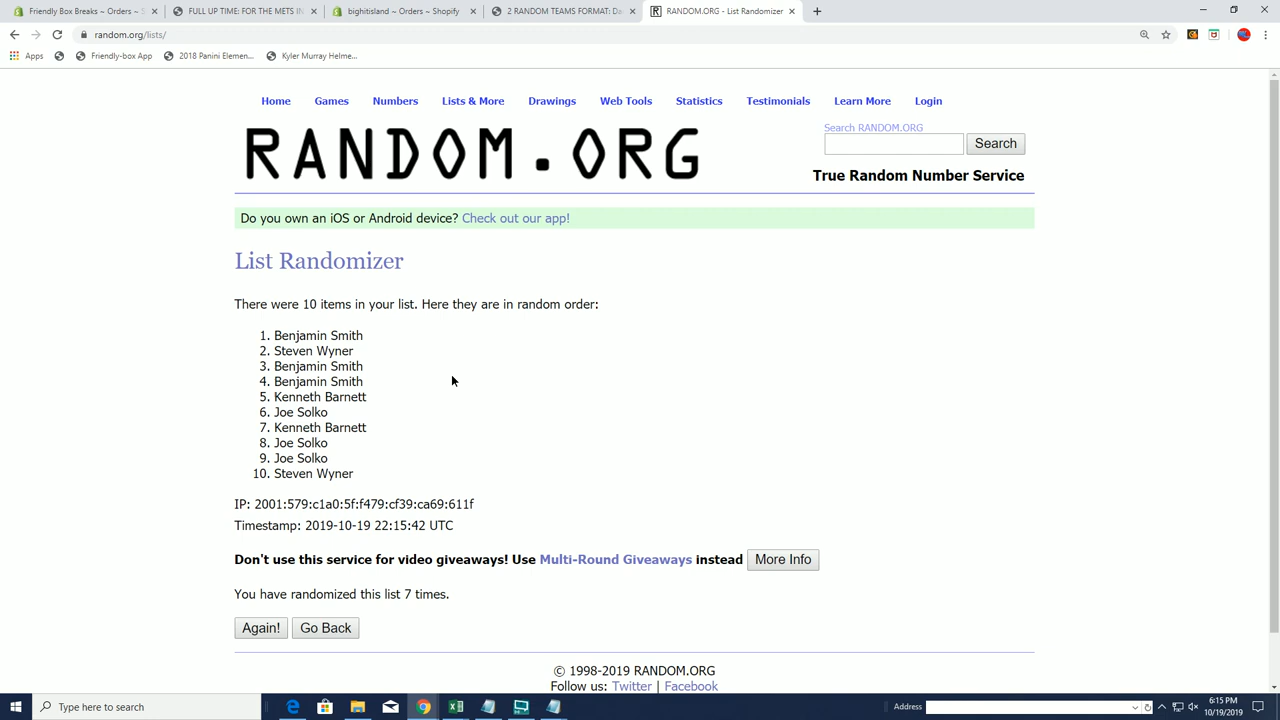 Friendly Box Breaks ~ Orders ~ S
FULL UP TIME: FOR THE METS IN
bighitisland ~ Orders ~ Shopify
2 RANDOM TEAMS FORMAT: Da
RANDOM.ORG - List Randomizer
random.org/lists/
Apps
Friendly-box App
2018 Panini Elemen...
Kyler Murray Helme...
Home
Games
Numbers
Lists & More
Drawings
Web Tools
Statistics
Testimonials
Learn More
Login
RANDOM.ORG
Search RANDOM.ORG
Search
True Random Number Service
Do you own an iOS or Android device? Check out our app!
List Randomizer
There were 10 items in your list. Here they are in random order:
1. Benjamin Smith
2. Steven Wyner
3. Benjamin Smith
4. Benjamin Smith
5. Kenneth Barnett
6. Joe Solko
7. Kenneth Barnett
8. Joe Solko
9. Joe Solko
10. Steven Wyner
IP: 2001:579:c1a0:5f:f479:cf39:ca69:611f
Timestamp: 2019-10-19 22:15:42 UTC
Don't use this service for video giveaways! Use Multi-Round Giveaways instead More Info
You have randomized this list 7 times.
Again! Go Back
© 1998-2019 RANDOM.ORG
Follow us: Twitter | Facebook
Type here to search
Address
6:15 PM
10/19/2019